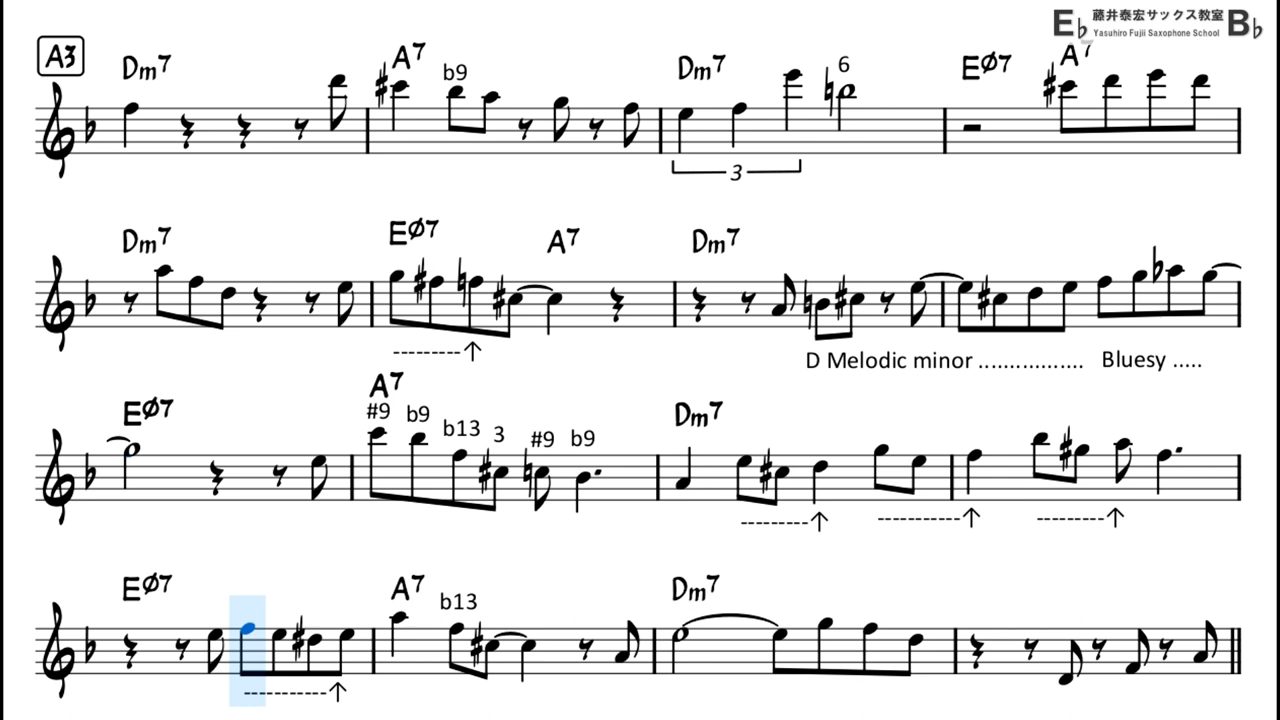 E♭ 藤井泰宏サックス教室 B♭
Yasuhiro Fujii Saxophone School
A3
Dm7 A7 b9 Dm7 6 EØ7 A7
3
Dm7 EØ7 A7 Dm7
D Melodic minor ................. Bluesy .....
EØ7 A7 Dm7
#9 b9 b13 3 #9 b9
EØ7 A7 b13 Dm7